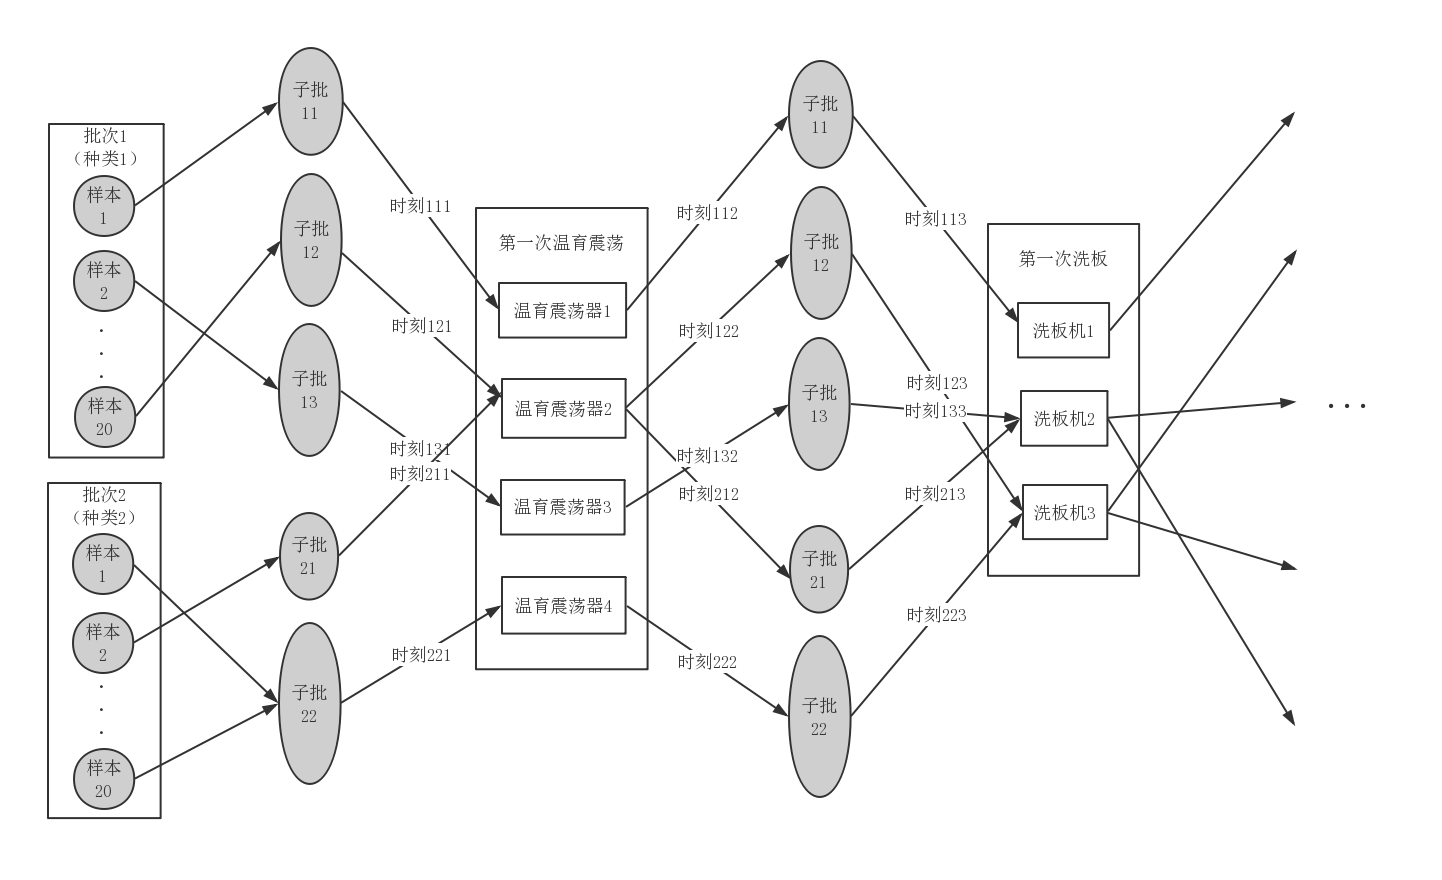 批次1
（种类1）
样本
1
样本
2
.
.
.
样本
20
批次2
（种类2）
样本
1
样本
2
.
.
.
样本
20
子批
11
子批
12
子批
13
子批
21
子批
22
时刻111
时刻121
时刻131
时刻211
时刻221
第一次温育震荡
温育震荡器1
温育震荡器2
温育震荡器3
温育震荡器4
时刻112
时刻122
时刻132
时刻212
时刻222
子批
11
子批
12
子批
13
子批
21
子批
22
时刻113
时刻123
时刻133
时刻213
时刻223
第一次洗板
洗板机1
洗板机2
洗板机3
...